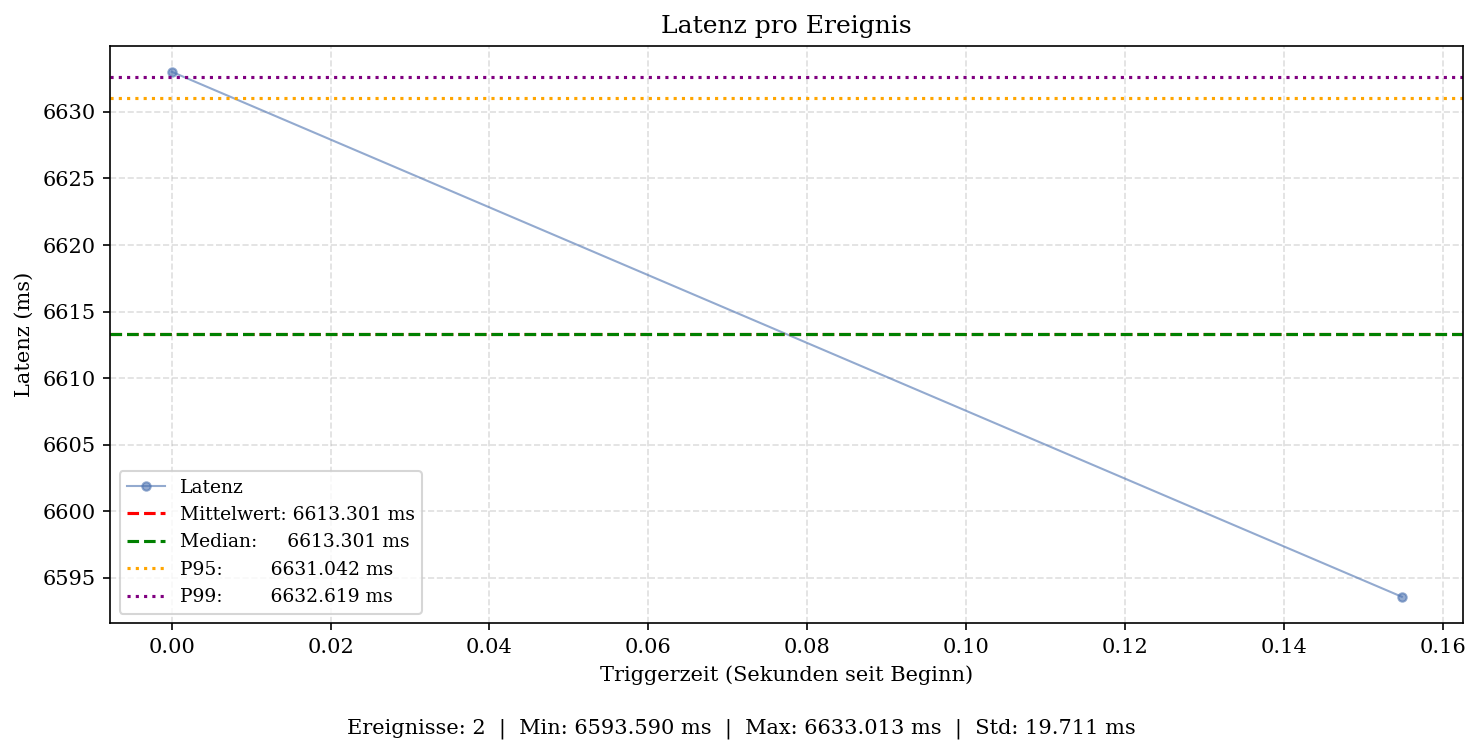 Latenz pro Ereignis
Latenz (ms)
6630
6625
6620
6615
6610
6605
6600
6595
Latenz
Mittelwert: 6613.301 ms
Median: 6613.301 ms
P95: 6631.042 ms
P99: 6632.619 ms
0.00 0.02 0.04 0.06 0.08 0.10 0.12 0.14 0.16
Triggerzeit (Sekunden seit Beginn)
Ereignisse: 2 | Min: 6593.590 ms | Max: 6633.013 ms | Std: 19.711 ms